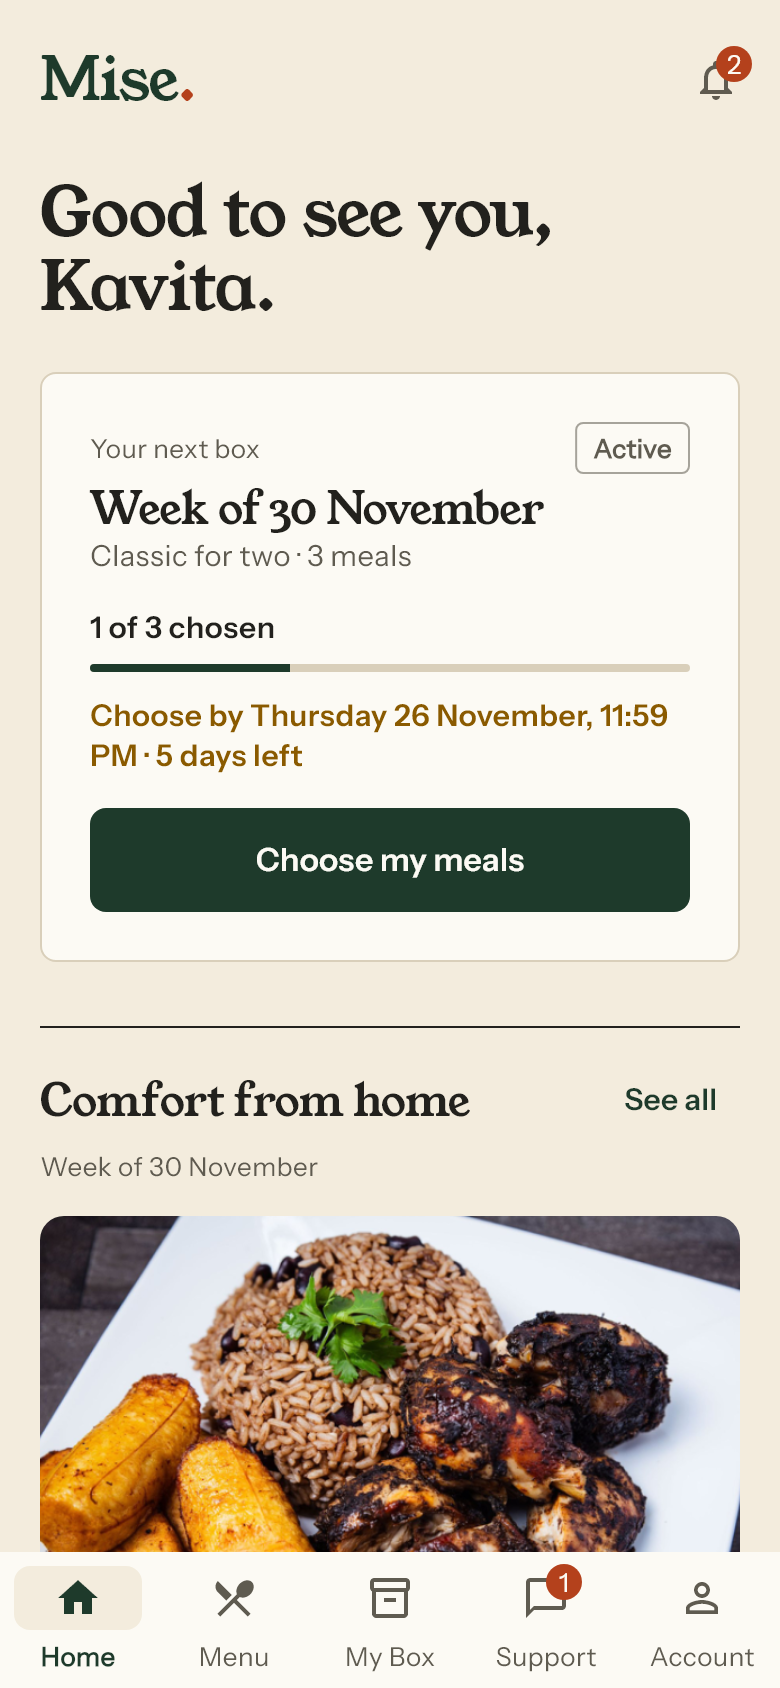 Mise.
2
Good to see you,
Kavita.
Your next box
Active
Week of 30 November
Classic for two · 3 meals
1 of 3 chosen
Choose by Thursday 26 November, 11:59
PM · 5 days left
Choose my meals
Comfort from home
See all
Week of 30 November
1
Home
Menu
My Box
Support
Account